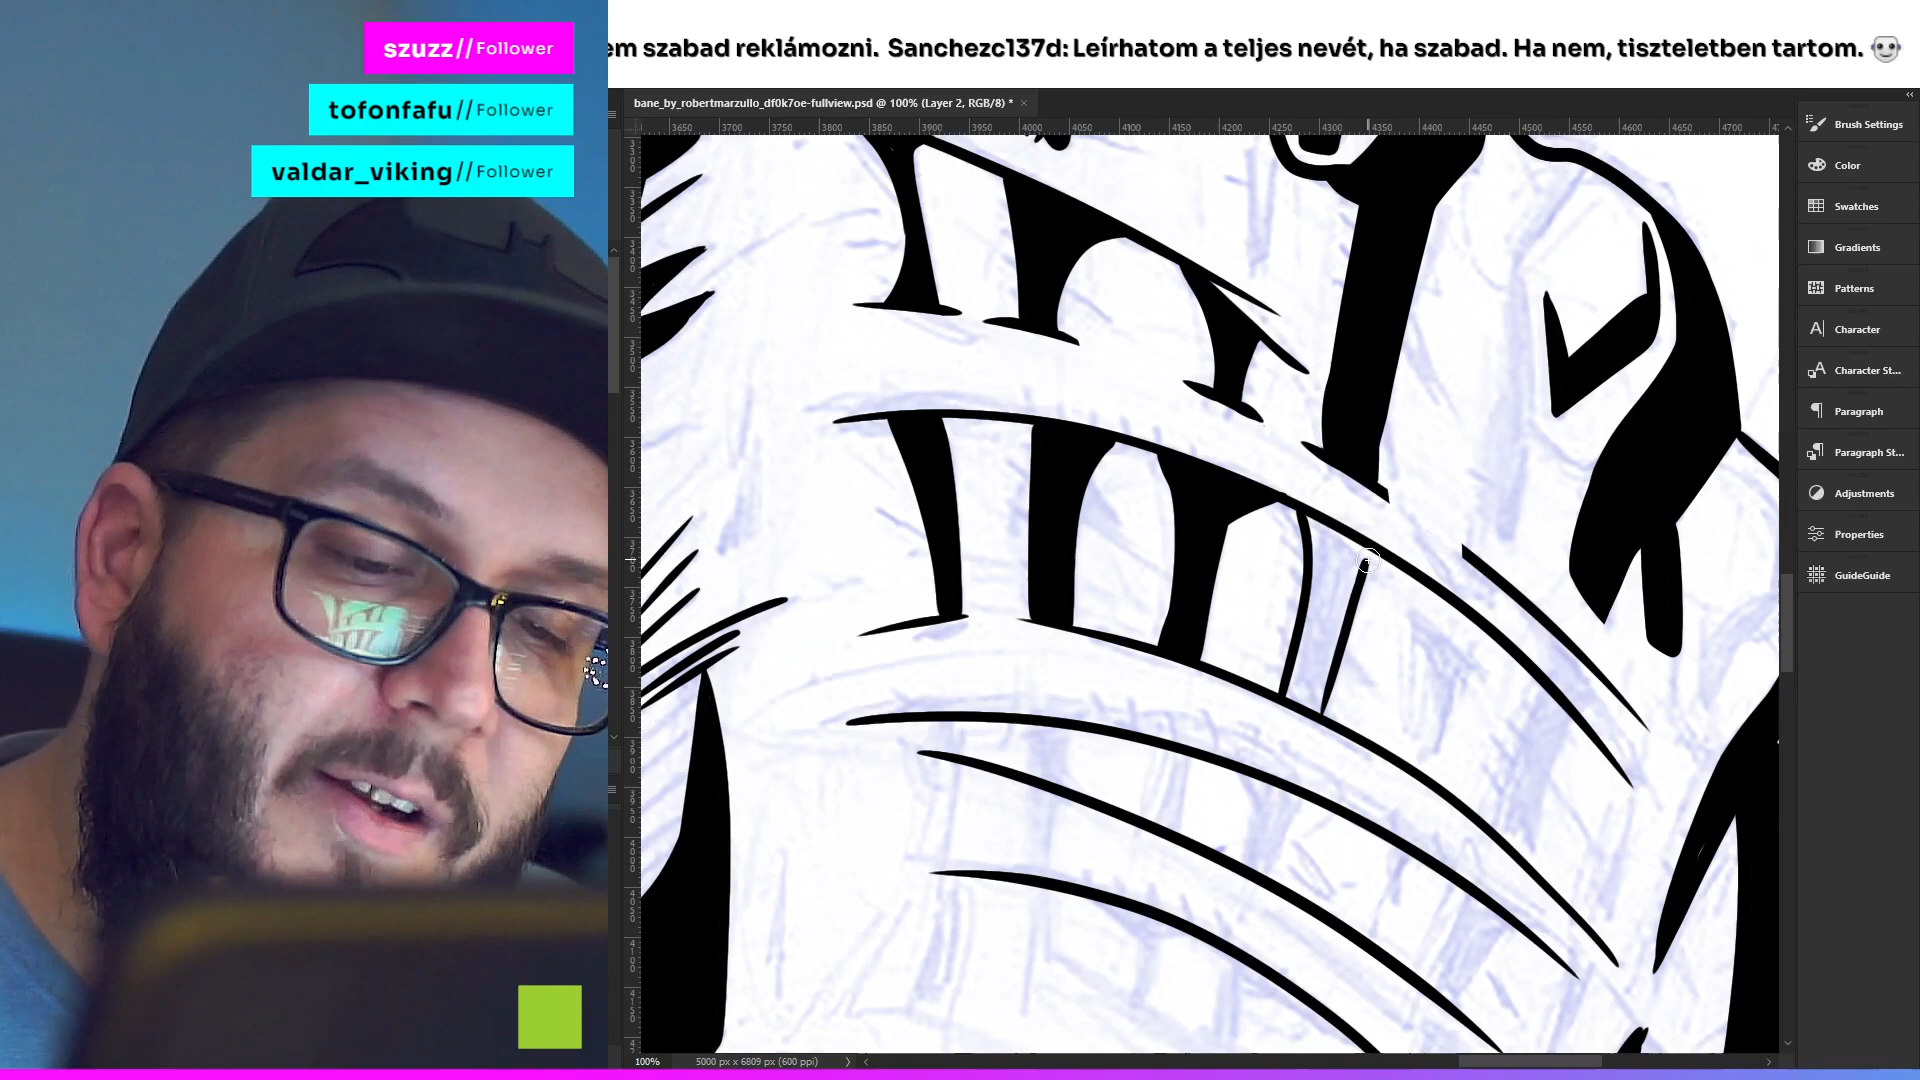 szuzz//Follower
tofonfafu//Follower
valdar_viking//Follower
em szabad reklámozni. Sanchezc137d: Leírhatom a teljes nevét, ha szabad. Ha nem, tiszteletben tartom.
bane_by_robertmarzullo_df0k7oe-fullview.psd @ 100% (Layer 2, RGB/8) *
3650 3700 3750 3800 3850 3900 3950 4000 4050 4100 4150 4200 4250 4300 4350 4400 4450 4500 4550 4600 4650 4700
Brush Settings
Color
Swatches
Gradients
Patterns
Character
Character St...
Paragraph
Paragraph St...
Adjustments
Properties
GuideGuide
100% 5000 px x 6809 px (600 ppi)